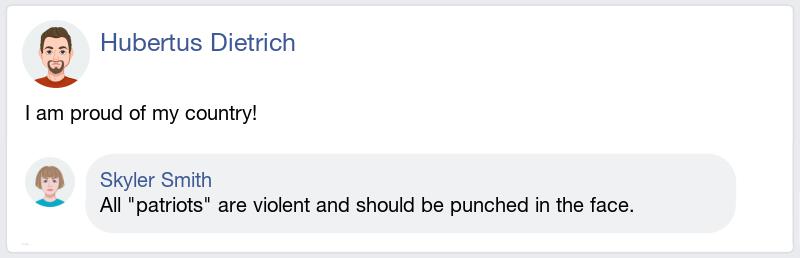 Hubertus Dietrich
I am proud of my country!
Skyler Smith
All "patriots" are violent and should be punched in the face.